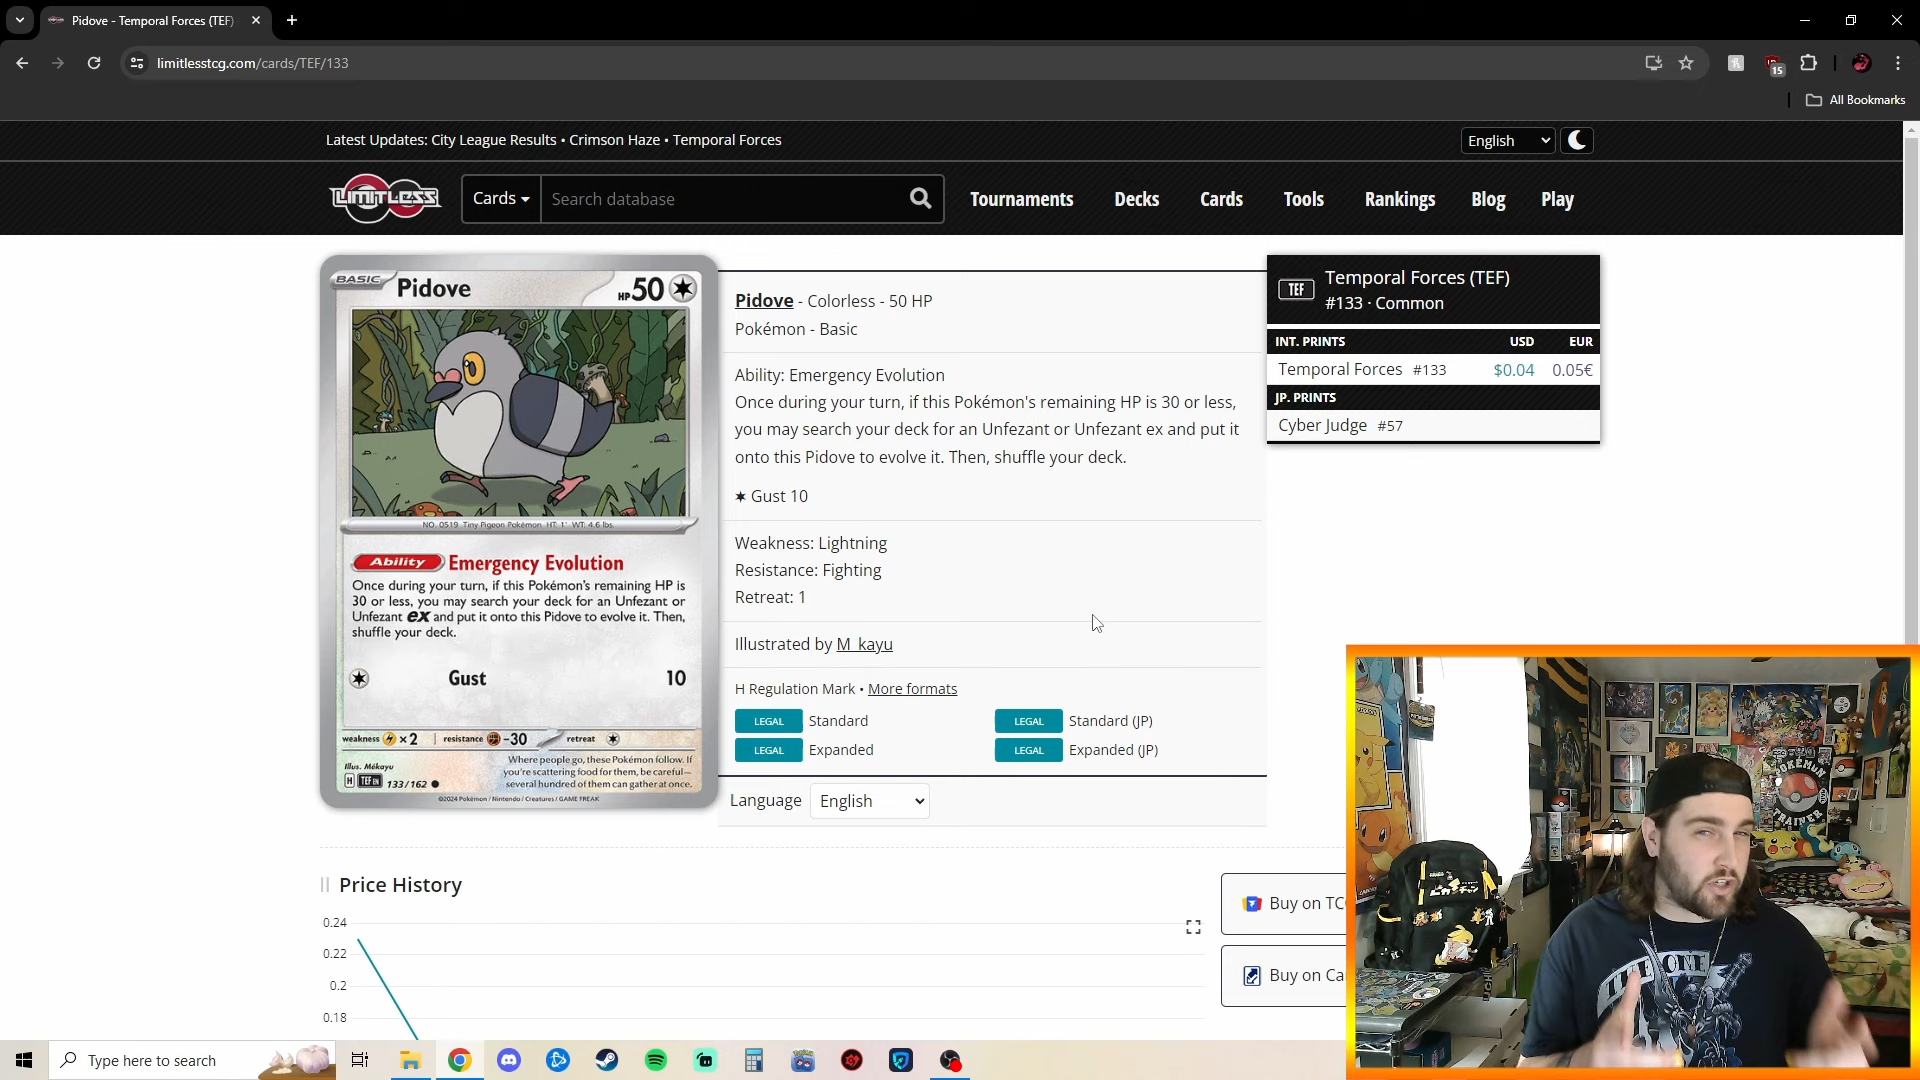 Pidove - Temporal Forces (TEF)
limitlesstcg.com/cards/TEF/133
15
All Bookmarks
Latest Updates: City League Results • Crimson Haze • Temporal Forces
English
LIMITLESS
Cards
Search database
Tournaments
Decks
Cards
Tools
Rankings
Blog
Play
BASIC
Pidove
HP 50
NO. 0519 Tiny Pigeon Pokémon HT: 1' WT: 4.6 lbs.
Ability Emergency Evolution
Once during your turn, if this Pokémon's remaining HP is
30 or less, you may search your deck for an Unfezant or
Unfezant ex and put it onto this Pidove to evolve it. Then,
shuffle your deck.
Gust 10
weakness ×2 resistance -30 retreat
Illus. Mékayu
H TEF EN 133/162
Where people go, these Pokémon follow. If
you're scattering food for them, be careful—
several hundred of them can gather at once.
©2024 Pokémon / Nintendo / Creatures / GAME FREAK
Pidove - Colorless - 50 HP
Pokémon - Basic
Ability: Emergency Evolution
Once during your turn, if this Pokémon's remaining HP is 30 or less,
you may search your deck for an Unfezant or Unfezant ex and put it
onto this Pidove to evolve it. Then, shuffle your deck.
Gust 10
Weakness: Lightning
Resistance: Fighting
Retreat: 1
Illustrated by M_kayu
H Regulation Mark • More formats
LEGAL Standard
LEGAL Standard (JP)
LEGAL Expanded
LEGAL Expanded (JP)
Language English
TEF
Temporal Forces (TEF)
#133 · Common
INT. PRINTS USD EUR
Temporal Forces #133 $0.04 0.05€
JP. PRINTS
Cyber Judge #57
Price History
0.24
0.22
0.2
0.18
Buy on TC
Buy on Ca
POKÉMON
TRAINER
Type here to search